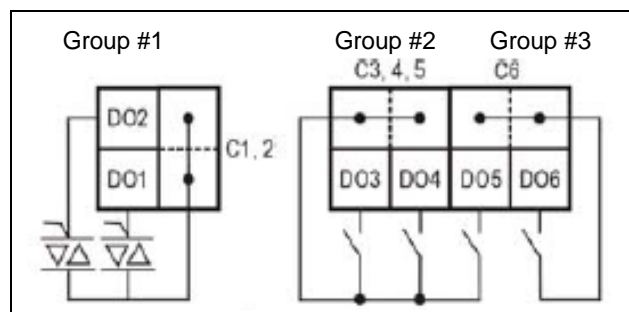 Group #1 Group #2 Group #3
C3, 4, 5 C6
DO2
C1, 2
DO1 DO3 DO4 DO5 DO6